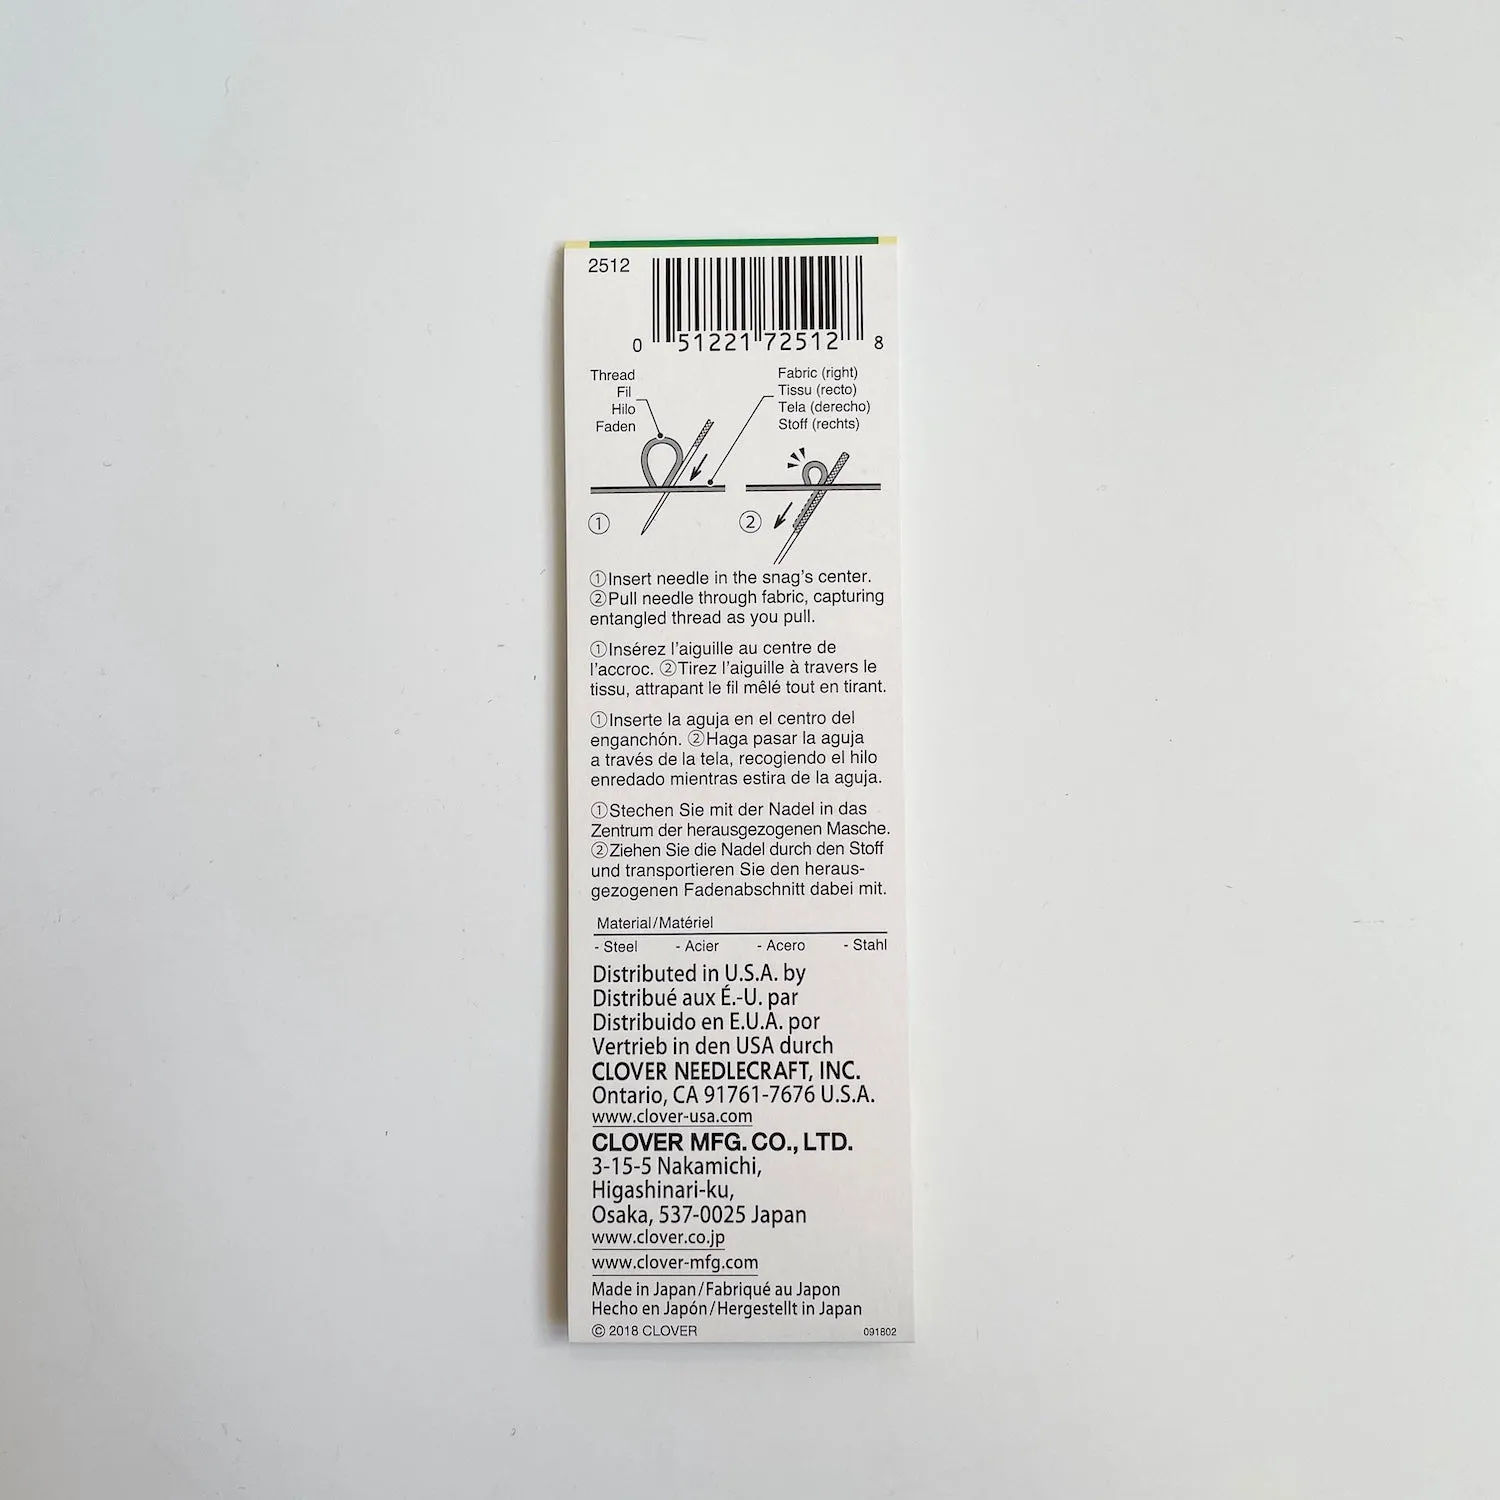 2512
0 51221 72512 8
Thread
Fil
Hilo
Faden
Fabric (right)
Tissu (recto)
Tela (derecho)
Stoff (rechts)
①
②
①Insert needle in the snag's center.
②Pull needle through fabric, capturing
entangled thread as you pull.
①Insérez l'aiguille au centre de
l'accroc. ②Tirez l'aiguille à travers le
tissu, attrapant le fil mêlé tout en tirant.
①Inserte la aguja en el centro del
enganchón. ②Haga pasar la aguja
a través de la tela, recogiendo el hilo
enredado mientras estira de la aguja.
①Stechen Sie mit der Nadel in das
Zentrum der herausgezogenen Masche.
②Ziehen Sie die Nadel durch den Stoff
und transportieren Sie den heraus-
gezogenen Fadenabschnitt dabei mit.
Material/Matériel
- Steel - Acier - Acero - Stahl
Distributed in U.S.A. by
Distribué aux É.-U. par
Distribuido en E.U.A. por
Vertrieb in den USA durch
CLOVER NEEDLECRAFT, INC.
Ontario, CA 91761-7676 U.S.A.
www.clover-usa.com
CLOVER MFG. CO., LTD.
3-15-5 Nakamichi,
Higashinari-ku,
Osaka, 537-0025 Japan
www.clover.co.jp
www.clover-mfg.com
Made in Japan/Fabriqué au Japon
Hecho en Japón/Hergestellt in Japan
© 2018 CLOVER 091802